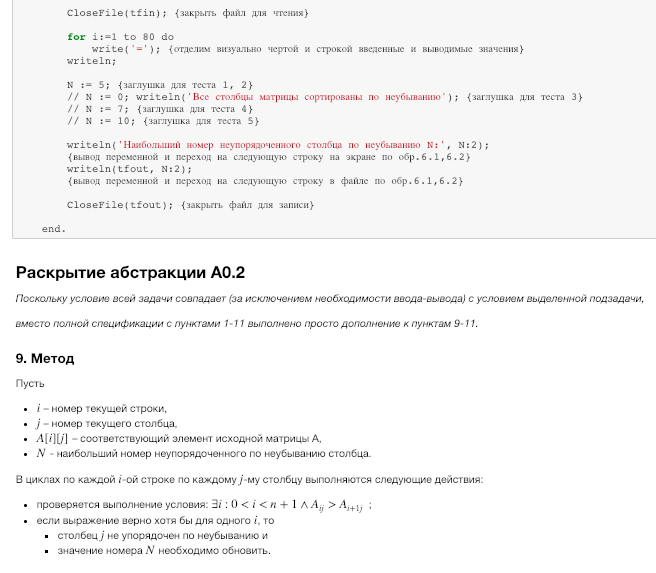 CloseFile(tfin); {закрыть файл для чтения}
for i:=1 to 80 do
write('='); {отделим визуально чертой и строкой введенные и выводимые значения}
writeln;
N := 5; {заглушка для теста 1, 2}
// N := 0; writeln('Все столбцы матрицы сортированы по неубыванию'); {заглушка для теста 3}
// N := 7; {заглушка для теста 4}
// N := 10; {заглушка для теста 5}
writeln('Наибольший номер неупорядоченного столбца по неубыванию N:', N:2);
{вывод переменной и переход на следующую строку на экране по обр.6.1,6.2}
writeln(tfout, N:2);
{вывод переменной и переход на следующую строку в файле по обр.6.1,6.2}
CloseFile(tfout); {закрыть файл для записи}
end.
Раскрытие абстракции А0.2
Поскольку условие всей задачи совпадает (за исключением необходимости ввода-вывода) с условием выделенной подзадачи,
вместо полной спецификации с пунктами 1-11 выполнено просто дополнение к пунктам 9-11.
9. Метод
Пусть
• i – номер текущей строки,
• j – номер текущего столбца,
• A[i][j] – соответствующий элемент исходной матрицы А,
• N - наибольший номер неупорядоченного по неубыванию столбца.
В циклах по каждой i-ой строке по каждому j-му столбцу выполняются следующие действия:
• проверяется выполнение условия: ∃i : 0 < i < n + 1 ∧ A_{ij} > A_{i+1j} ;
• если выражение верно хотя бы для одного i, то
▪ столбец j не упорядочен по неубыванию и
▪ значение номера N необходимо обновить.